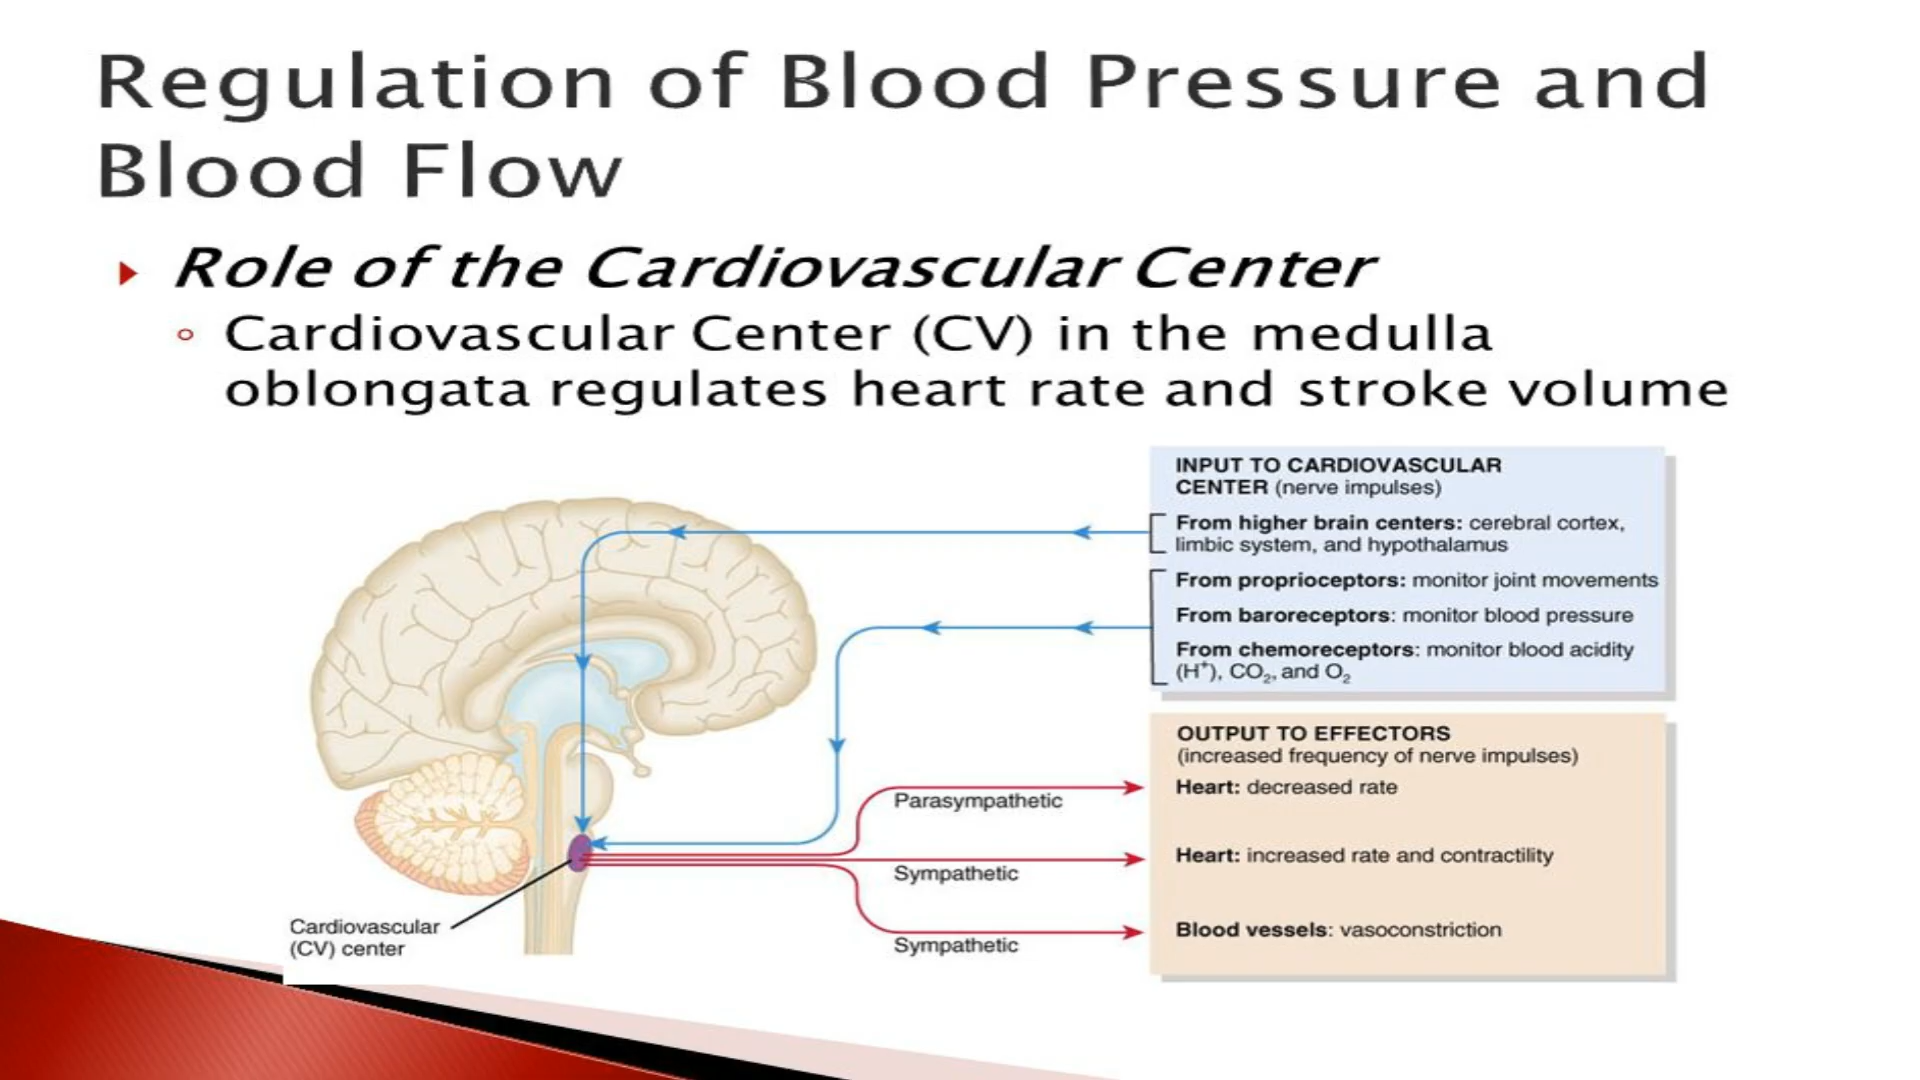 Regulation of Blood Pressure and
Blood Flow
Role of the Cardiovascular Center
Cardiovascular Center (CV) in the medulla
oblongata regulates heart rate and stroke volume
INPUT TO CARDIOVASCULAR
CENTER (nerve impulses)
From higher brain centers: cerebral cortex,
limbic system, and hypothalamus
From proprioceptors: monitor joint movements
From baroreceptors: monitor blood pressure
From chemoreceptors: monitor blood acidity
(H⁺), CO₂, and O₂
OUTPUT TO EFFECTORS
(increased frequency of nerve impulses)
Parasympathetic
Heart: decreased rate
Sympathetic
Heart: increased rate and contractility
Sympathetic
Blood vessels: vasoconstriction
Cardiovascular
(CV) center